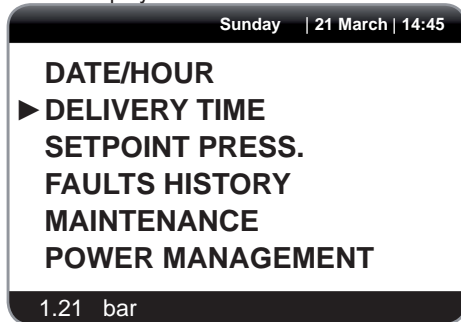 Sunday | 21 March | 14:45
DATE/HOUR
►DELIVERY TIME
SETPOINT PRESS.
FAULTS HISTORY
MAINTENANCE
POWER MANAGEMENT
1.21 bar